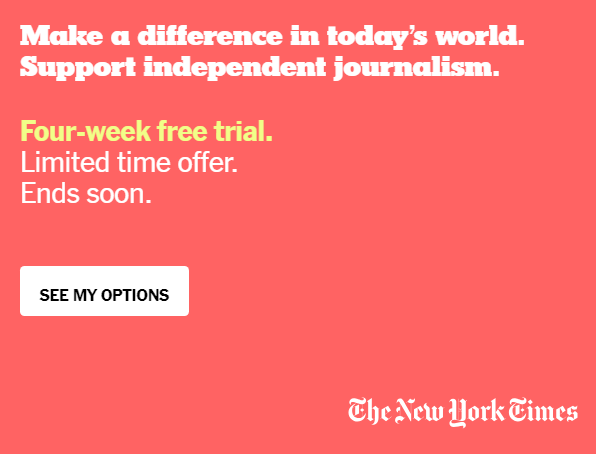 Make a difference in today’s world.
Support independent journalism.
Four-week free trial.
Limited time offer.
Ends soon.
SEE MY OPTIONS
The New York Times